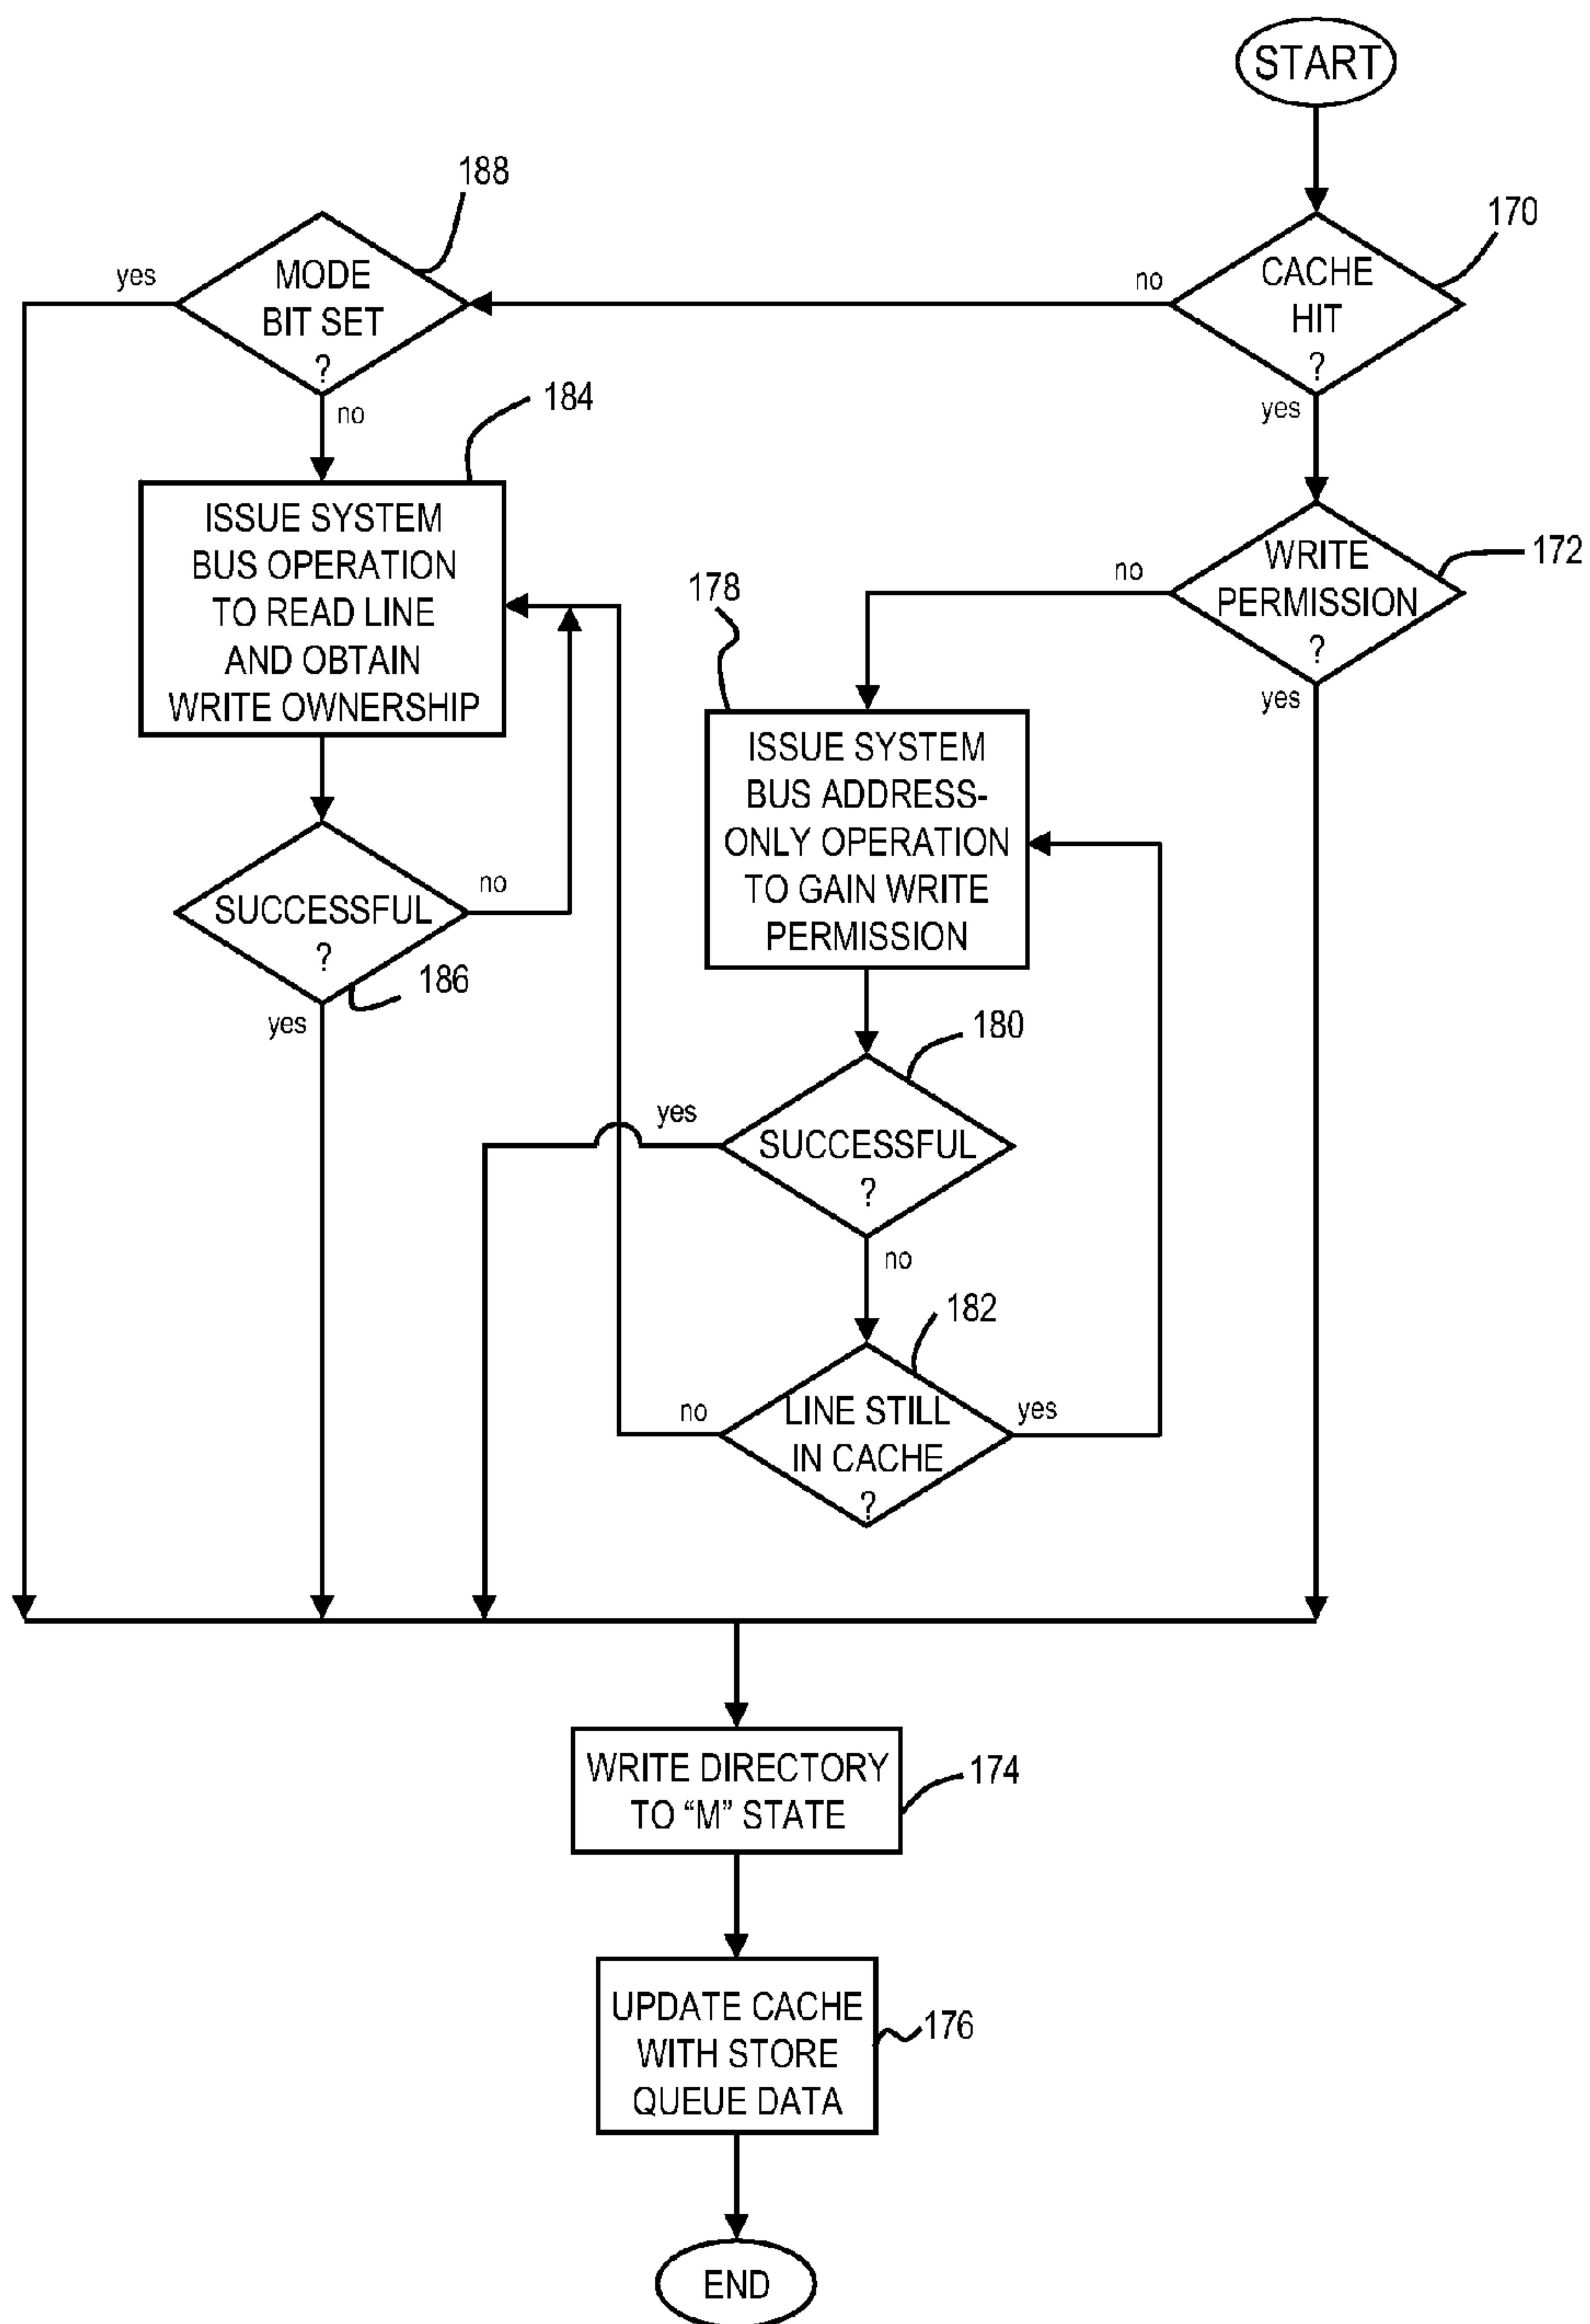 START
188
170
yes
MODE
BIT SET
?
no
CACHE
HIT
?
184
no
yes
ISSUE SYSTEM
BUS OPERATION
TO READ LINE
AND OBTAIN
WRITE OWNERSHIP
178
no
WRITE
PERMISSION
?
172
yes
ISSUE SYSTEM
BUS ADDRESS-
ONLY OPERATION
TO GAIN WRITE
PERMISSION
SUCCESSFUL
?
no
186
yes
180
yes
SUCCESSFUL
?
no
182
no
LINE STILL
IN CACHE
?
yes
WRITE DIRECTORY
TO “M” STATE
174
UPDATE CACHE
WITH STORE
QUEUE DATA
176
END